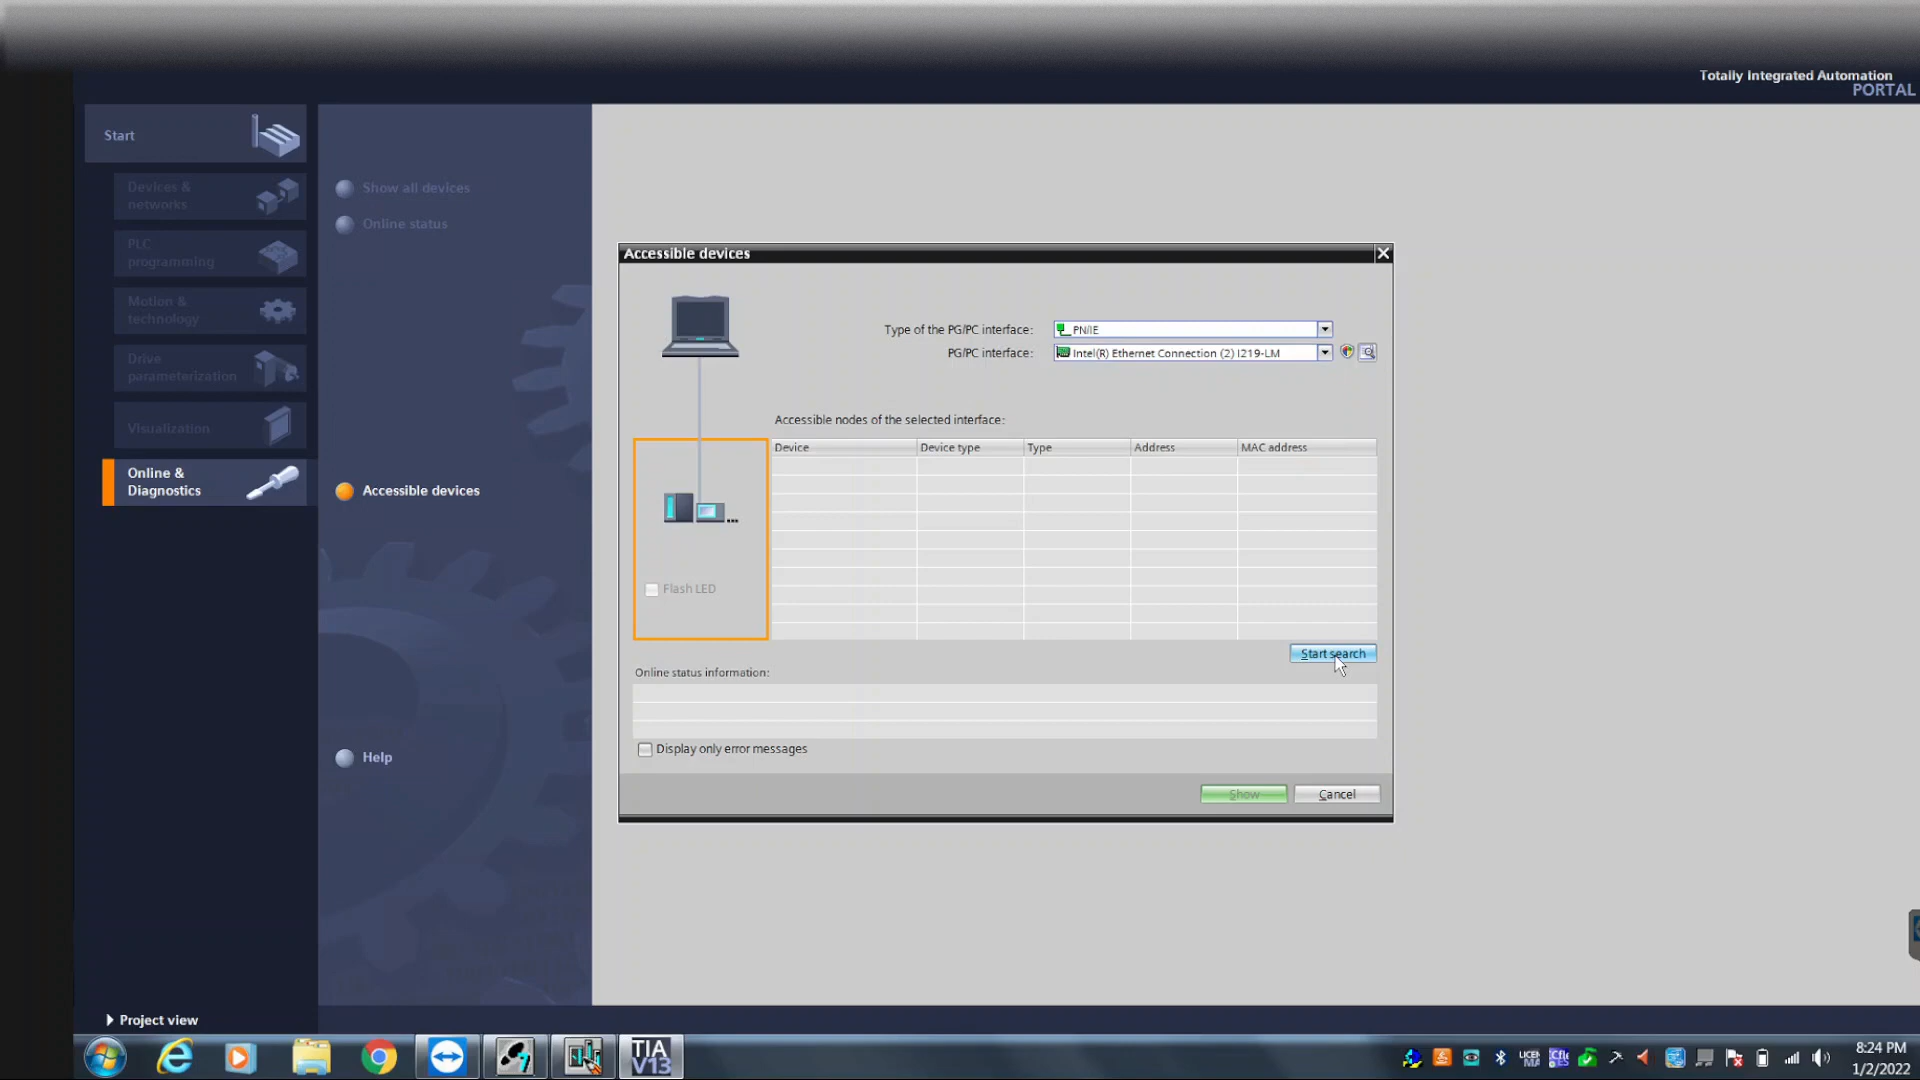 Totally Integrated Automation
PORTAL
Start
Devices &
networks
PLC
programming
Motion &
technology
Drive
parameterization
Visualization
Online &
Diagnostics
Show all devices
Online status
Accessible devices
Help
Accessible devices
Type of the PG/PC interface:
PN/IE
PG/PC interface:
Intel(R) Ethernet Connection (2) I219-LM
Accessible nodes of the selected interface:
Device
Device type
Type
Address
MAC address
Flash LED
Start search
Online status information:
Display only error messages
Show
Cancel
Project view
TIA
V13
8:24 PM
1/2/2022